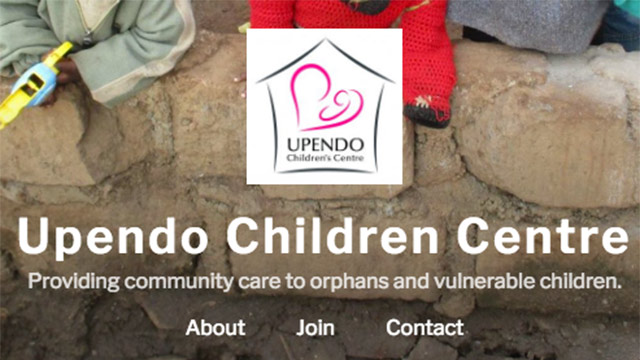 UPENDO
Children's Centre
Upendo Children Centre
Providing community care to orphans and vulnerable children.
About Join Contact